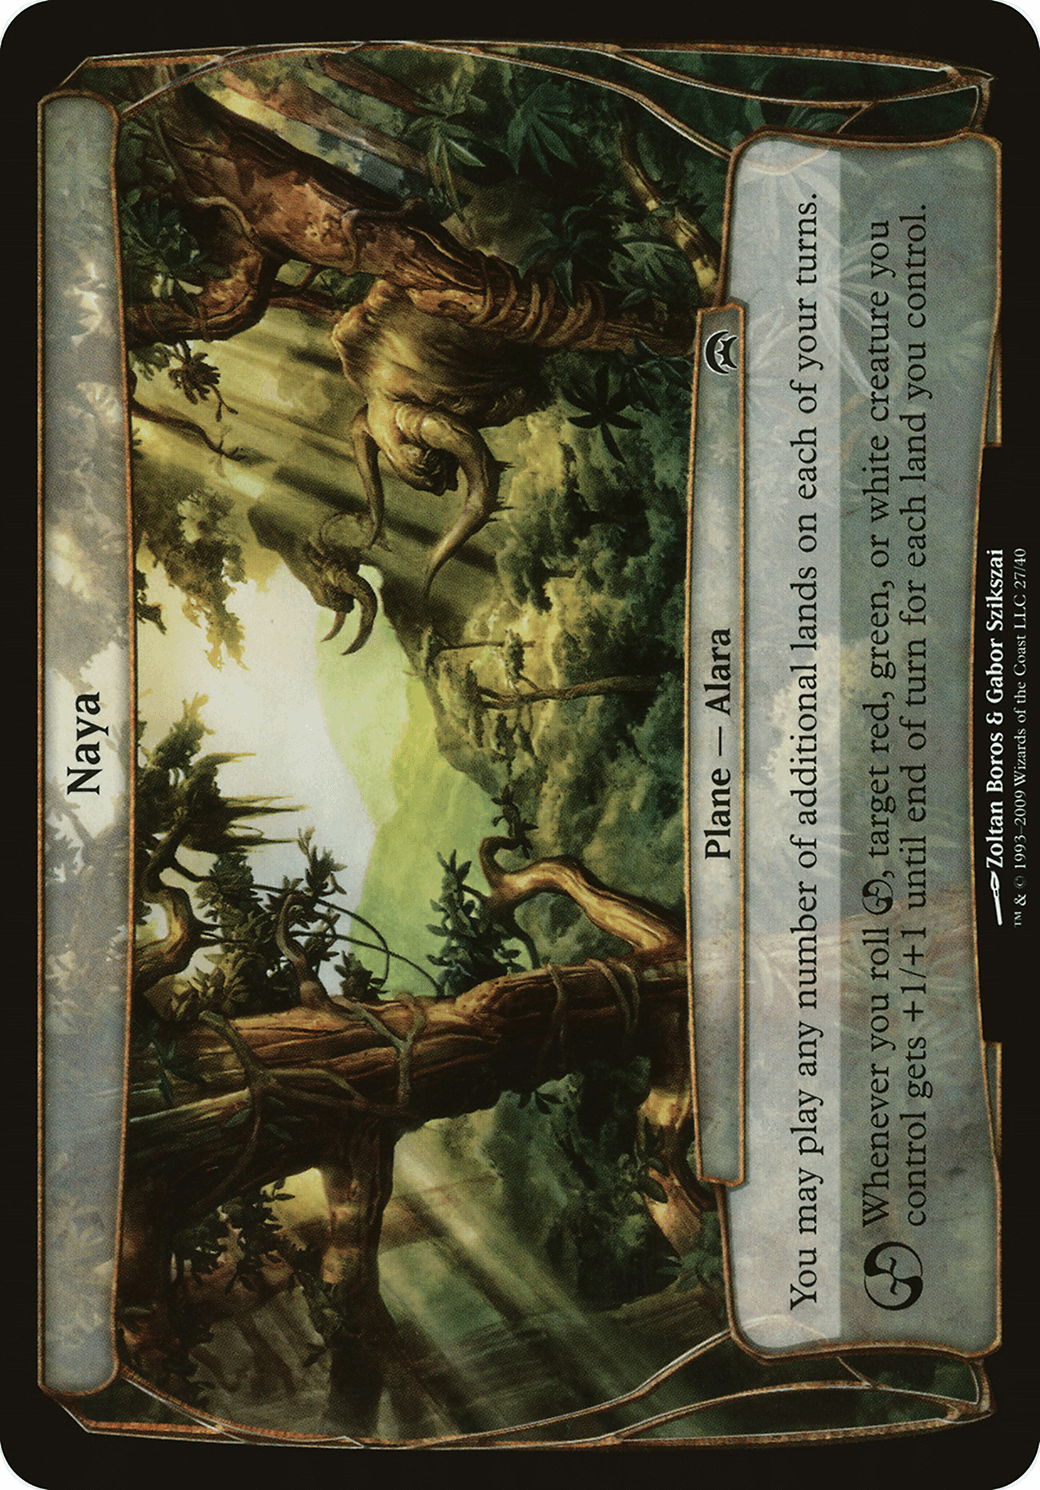 Naya
Plane — Alara
You may play any number of additional lands on each of your turns.
Whenever you roll , target red, green, or white creature you
control gets +1/+1 until end of turn for each land you control.
Zoltan Boros & Gabor Szikszai
™ & © 1993–2009 Wizards of the Coast LLC 27/40